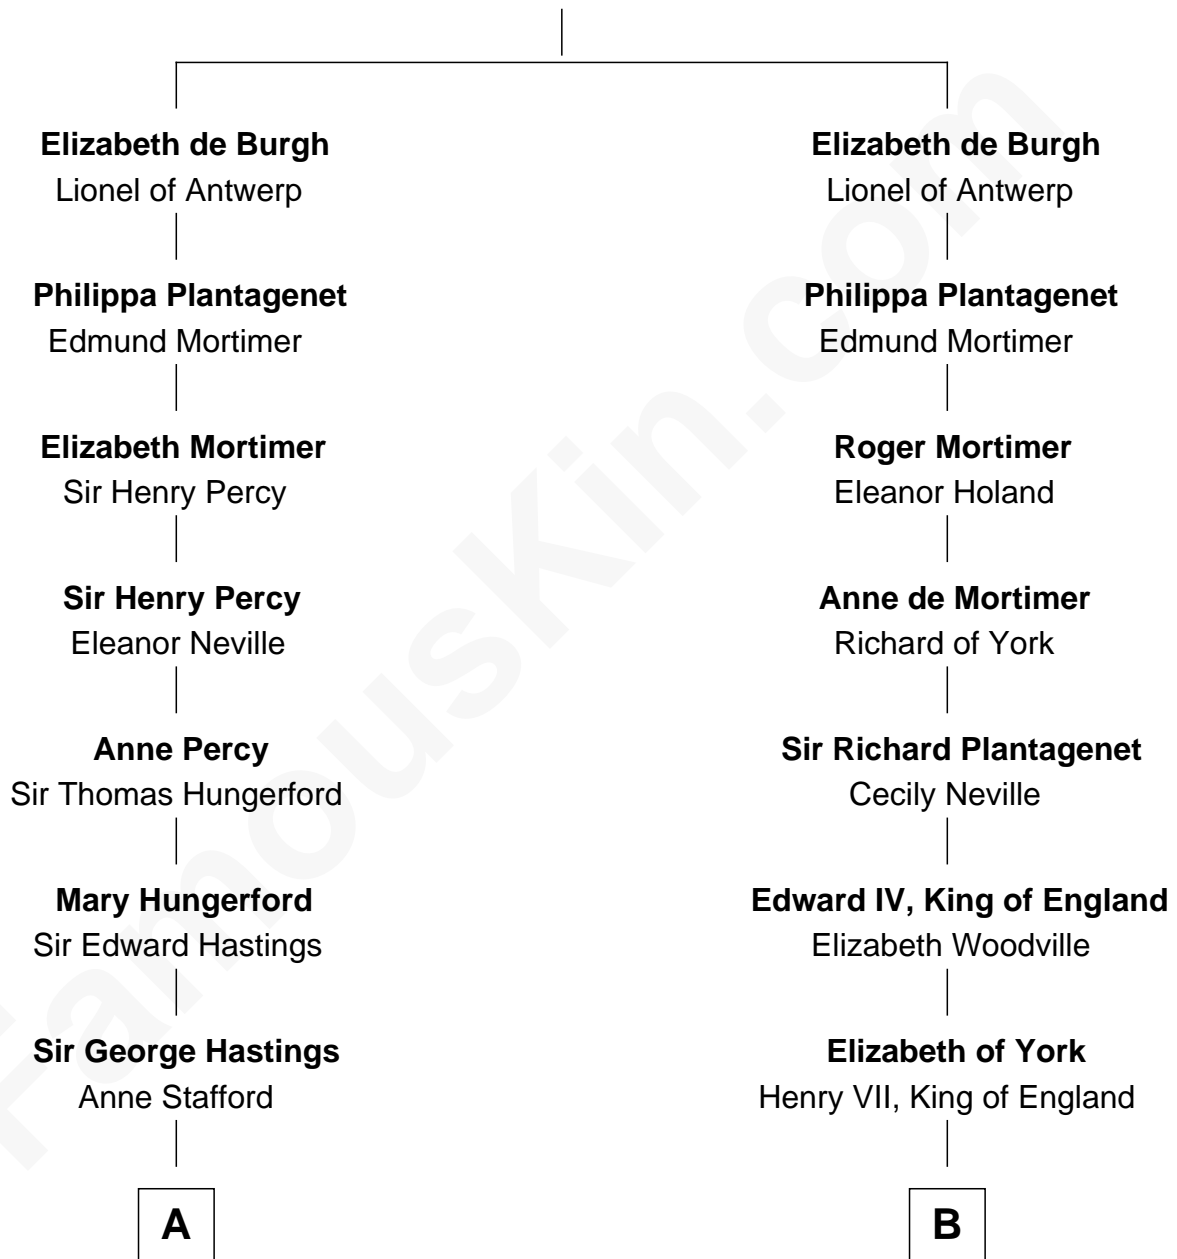 Elizabeth de Burgh
Lionel of Antwerp
Philippa Plantagenet
Edmund Mortimer
Elizabeth Mortimer
Sir Henry Percy
Sir Henry Percy
Eleanor Neville
Anne Percy
Sir Thomas Hungerford
Mary Hungerford
Sir Edward Hastings
Sir George Hastings
Anne Stafford
A
Elizabeth de Burgh
Lionel of Antwerp
Philippa Plantagenet
Edmund Mortimer
Roger Mortimer
Eleanor Holand
Anne de Mortimer
Richard of York
Sir Richard Plantagenet
Cecily Neville
Edward IV, King of England
Elizabeth Woodville
Elizabeth of York
Henry VII, King of England
B
FamousKin.com